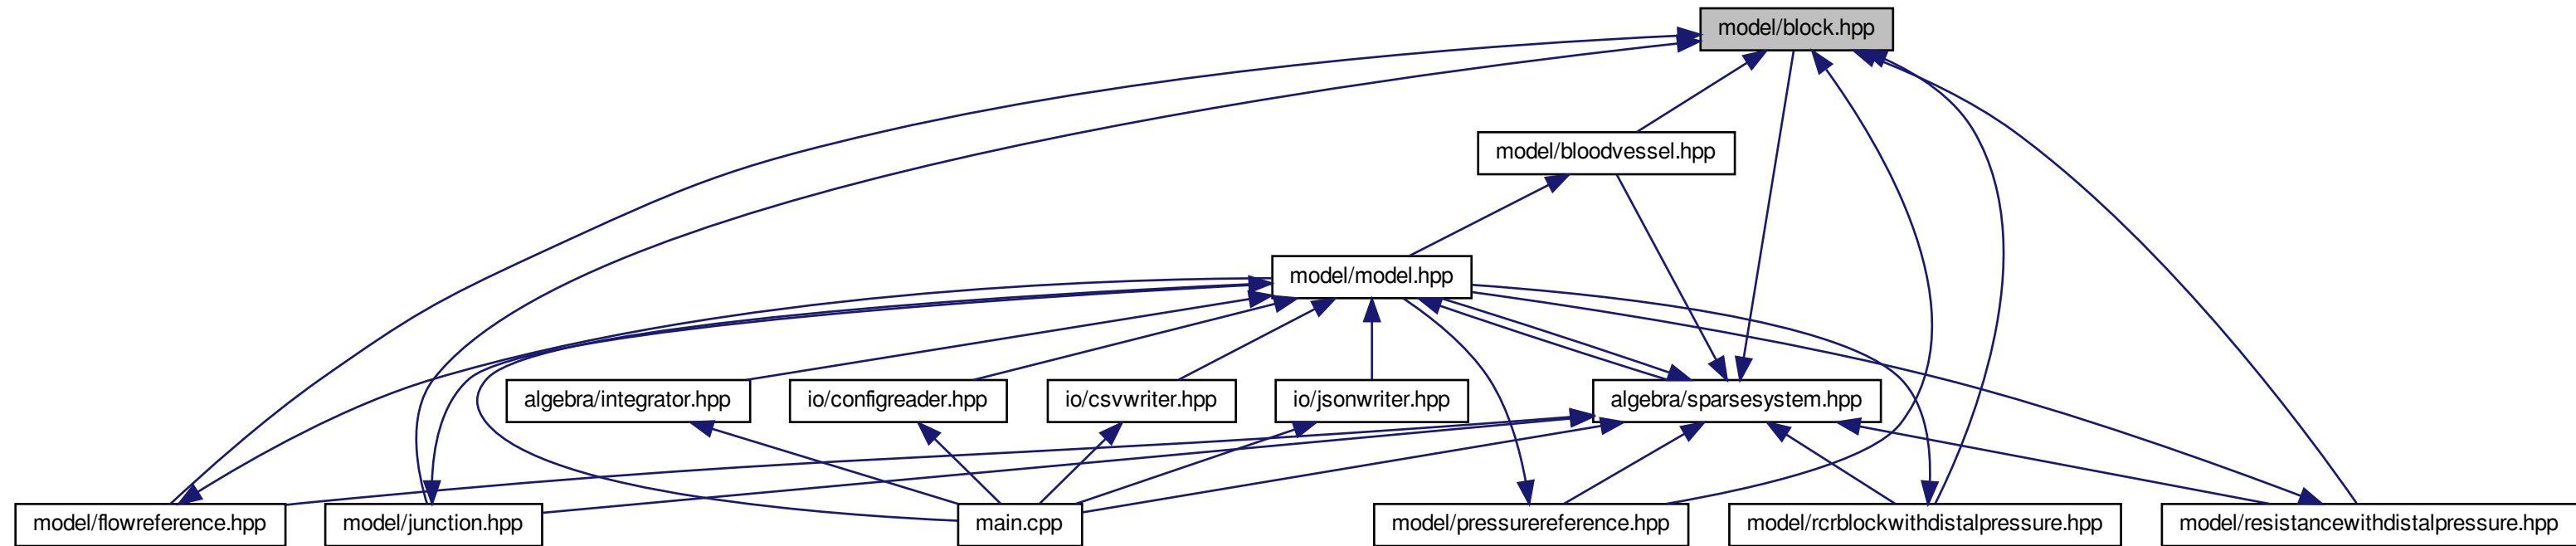 model/block.hpp
model/bloodvessel.hpp
model/model.hpp
algebra/integrator.hpp
io/configreader.hpp
io/csvwriter.hpp
io/jsonwriter.hpp
algebra/sparsesystem.hpp
model/flowreference.hpp
model/junction.hpp
main.cpp
model/pressurereference.hpp
model/rcrblockwithdistalpressure.hpp
model/resistancewithdistalpressure.hpp